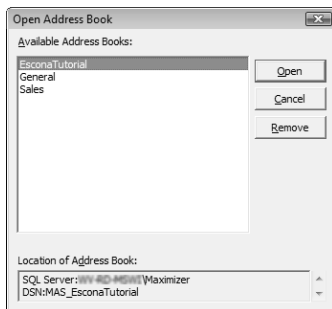 Open Address Book
Available Address Books:
EsconaTutorial
General
Sales
Open
Cancel
Remove
Location of Address Book:
SQL Server: \Maximizer
DSN:MAS_EsconaTutorial